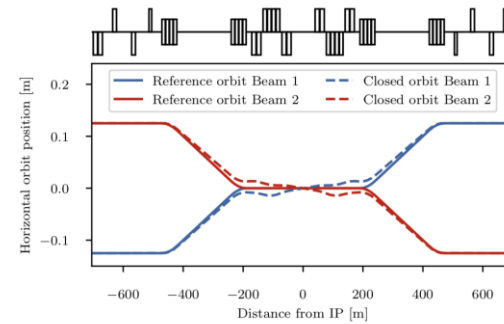 0.2
Reference orbit Beam 1
Closed orbit Beam 1
Reference orbit Beam 2
Closed orbit Beam 2
0.1
0.0
−0.1
Horizontal orbit position [m]
−600 −400 −200 0 200 400 600
Distance from IP [m]